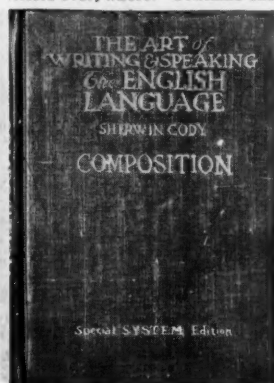 THE ART of
WRITING & SPEAKING
The ENGLISH
LANGUAGE
SHERWIN CODY
COMPOSITION
Special SYSTEM Edition